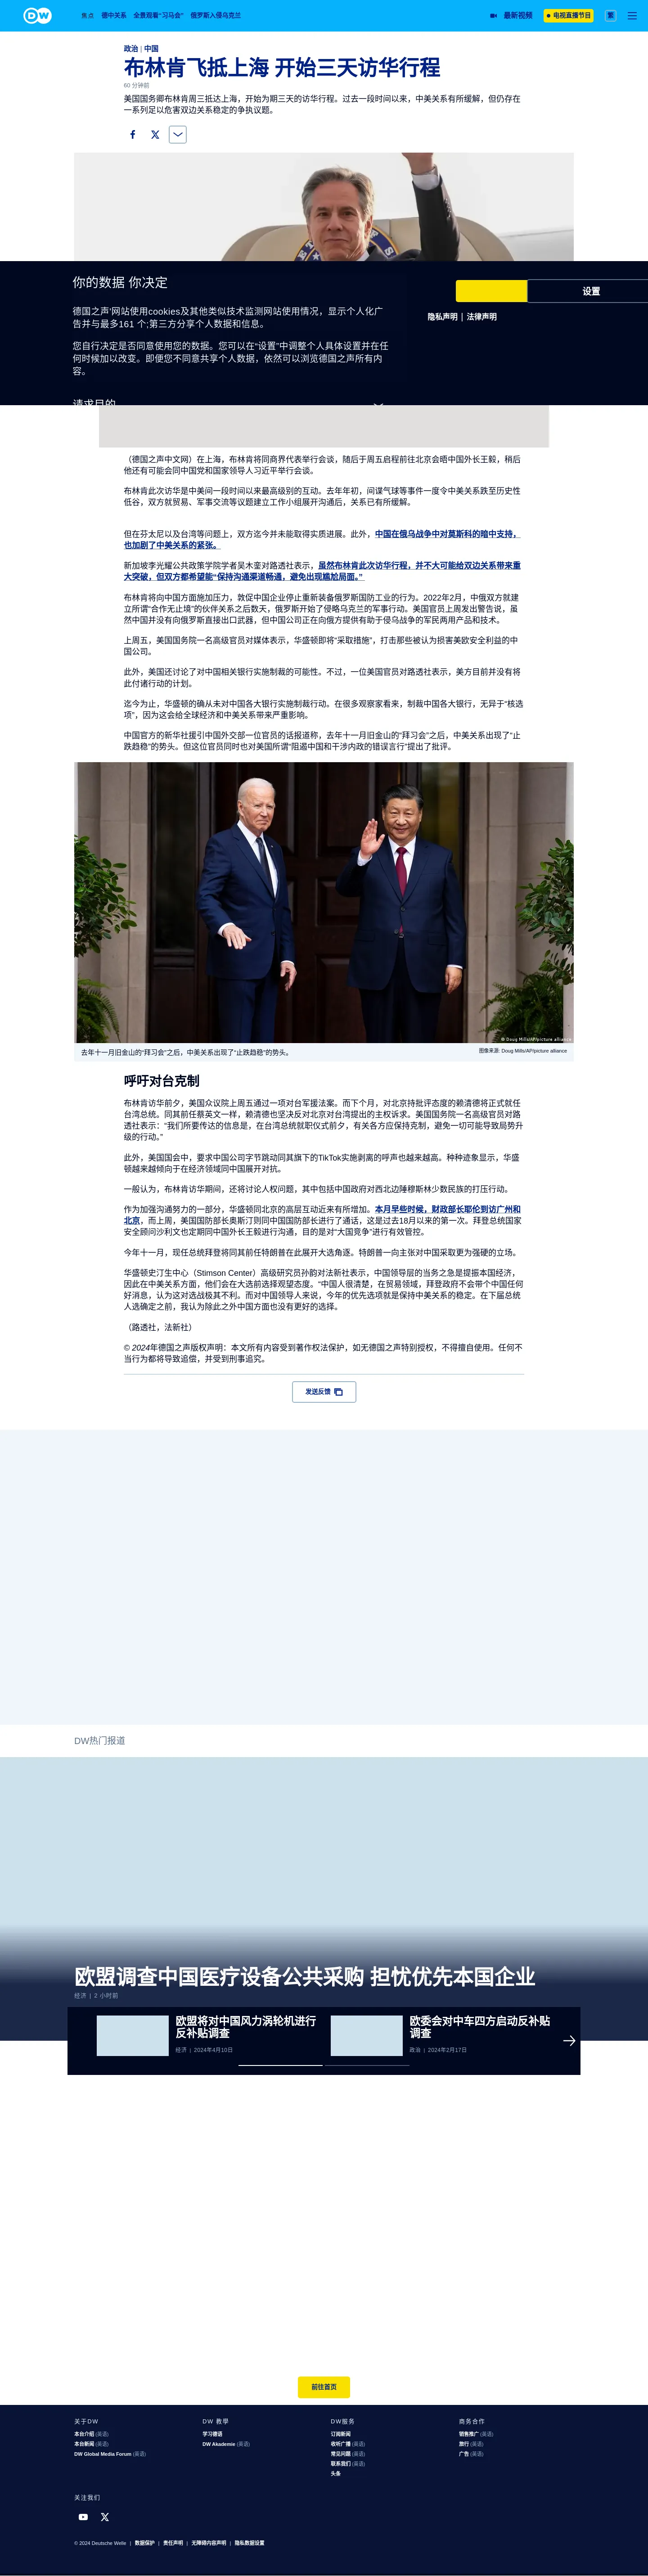 DW
焦点 德中关系 全景观看"习马会" 俄罗斯入侵乌克兰
最新视频
电视直播节目
繁
政治 | 中国
布林肯飞抵上海 开始三天访华行程
60 分钟前
美国国务卿布林肯周三抵达上海，开始为期三天的访华行程。过去一段时间以来，中美关系有所缓解，但仍存在
一系列足以危害双边关系稳定的争执议题。
你的数据 你决定
德国之声'网站使用cookies及其他类似技术监测网站使用情况，显示个人化广
告并与最多161 个;第三方分享个人数据和信息。
您自行决定是否同意使用您的数据。您可以在"设置"中调整个人具体设置并在任
何时候加以改变。即便您不同意共享个人数据，依然可以浏览德国之声所有内
容。
请求目的
设置
隐私声明 | 法律声明
（德国之声中文网）在上海，布林肯将同商界代表举行会谈，随后于周五启程前往北京会晤中国外长王毅，稍后
他还有可能会同中国党和国家领导人习近平举行会谈。
布林肯此次访华是中美间一段时间以来最高级别的互动。去年年初，间谍气球等事件一度令中美关系跌至历史性
低谷，双方就贸易、军事交流等议题建立工作小组展开沟通后，关系已有所缓解。
但在芬太尼以及台湾等问题上，双方迄今并未能取得实质进展。此外，中国在俄乌战争中对莫斯科的暗中支持，
也加剧了中美关系的紧张。
新加坡李光耀公共政策学院学者吴木銮对路透社表示，虽然布林肯此次访华行程，并不大可能给双边关系带来重
大突破，但双方都希望能"保持沟通渠道畅通，避免出现尴尬局面。"
布林肯将向中国方面施加压力，敦促中国企业停止重新装备俄罗斯国防工业的行为。2022年2月，中俄双方就建
立所谓"合作无止境"的伙伴关系之后数天，俄罗斯开始了侵略乌克兰的军事行动。美国官员上周发出警告说，虽
然中国并没有向俄罗斯直接出口武器，但中国公司正在向俄方提供有助于侵乌战争的军民两用产品和技术。
上周五，美国国务院一名高级官员对媒体表示，华盛顿即将"采取措施"，打击那些被认为损害美欧安全利益的中
国公司。
此外，美国还讨论了对中国相关银行实施制裁的可能性。不过，一位美国官员对路透社表示，美方目前并没有将
此付诸行动的计划。
迄今为止，华盛顿的确从未对中国各大银行实施制裁行动。在很多观察家看来，制裁中国各大银行，无异于"核选
项"，因为这会给全球经济和中美关系带来严重影响。
中国官方的新华社援引中国外交部一位官员的话报道称，去年十一月旧金山的"拜习会"之后，中美关系出现了"止
跌趋稳"的势头。但这位官员同时也对美国所谓"阻遏中国和干涉内政的错误言行"提出了批评。
© Doug Mills/AP/picture alliance
去年十一月旧金山的"拜习会"之后，中美关系出现了"止跌趋稳"的势头。
图像来源: Doug Mills/AP/picture alliance
呼吁对台克制
布林肯访华前夕，美国众议院上周五通过一项对台军援法案。而下个月，对北京持批评态度的赖清德将正式就任
台湾总统。同其前任蔡英文一样，赖清德也坚决反对北京对台湾提出的主权诉求。美国国务院一名高级官员对路
透社表示："我们所要传达的信息是，在台湾总统就职仪式前夕，有关各方应保持克制，避免一切可能导致局势升
级的行动。"
此外，美国国会中，要求中国公司字节跳动同其旗下的TikTok实施剥离的呼声也越来越高。种种迹象显示，华盛
顿越来越倾向于在经济领域同中国展开对抗。
一般认为，布林肯访华期间，还将讨论人权问题，其中包括中国政府对西北边陲穆斯林少数民族的打压行动。
作为加强沟通努力的一部分，华盛顿同北京的高层互动近来有所增加。本月早些时候，财政部长耶伦到访广州和
北京，而上周，美国国防部长奥斯汀则同中国国防部长进行了通话，这是过去18月以来的第一次。拜登总统国家
安全顾问沙利文也定期同中国外长王毅进行沟通，目的是对"大国竞争"进行有效管控。
今年十一月，现任总统拜登将同其前任特朗普在此展开大选角逐。特朗普一向主张对中国采取更为强硬的立场。
华盛顿史汀生中心（Stimson Center）高级研究员孙韵对法新社表示，中国领导层的当务之急是提振本国经济，
因此在中美关系方面，他们会在大选前选择观望态度。"中国人很清楚，在贸易领域，拜登政府不会带个中国任何
好消息，认为这对选战极其不利。而对中国领导人来说，今年的优先选项就是保持中美关系的稳定。在下届总统
人选确定之前，我认为除此之外中国方面也没有更好的选择。
（路透社，法新社）
© 2024年德国之声版权声明：本文所有内容受到著作权法保护，如无德国之声特别授权，不得擅自使用。任何不
当行为都将导致追偿，并受到刑事追究。
发送反馈
DW热门报道
欧盟调查中国医疗设备公共采购 担忧优先本国企业
经济 | 2 小时前
欧盟将对中国风力涡轮机进行
反补贴调查
经济 | 2024年4月10日
欧委会对中车四方启动反补贴
调查
政治 | 2024年2月17日
前往首页
关于DW
本台介绍 (英语)
本台新闻 (英语)
DW Global Media Forum (英语)
DW 教學
学习德语
DW Akademie (英语)
DW服务
订阅新闻
收听广播 (英语)
常见问题 (英语)
联系我们 (英语)
头条
商务合作
销售推广 (英语)
旅行 (英语)
广告 (英语)
关注我们
© 2024 Deutsche Welle | 数据保护 | 责任声明 | 无障碍内容声明 | 隐私数据设置